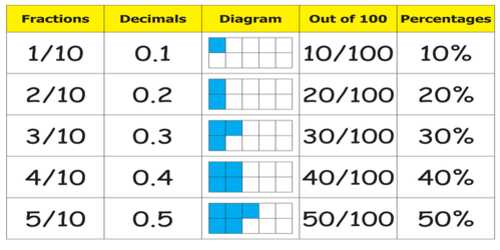 Fractions Decimals Diagram Out of 100 Percentages
1/10 0.1 10/100 10%
2/10 0.2 20/100 20%
3/10 0.3 30/100 30%
4/10 0.4 40/100 40%
5/10 0.5 50/100 50%